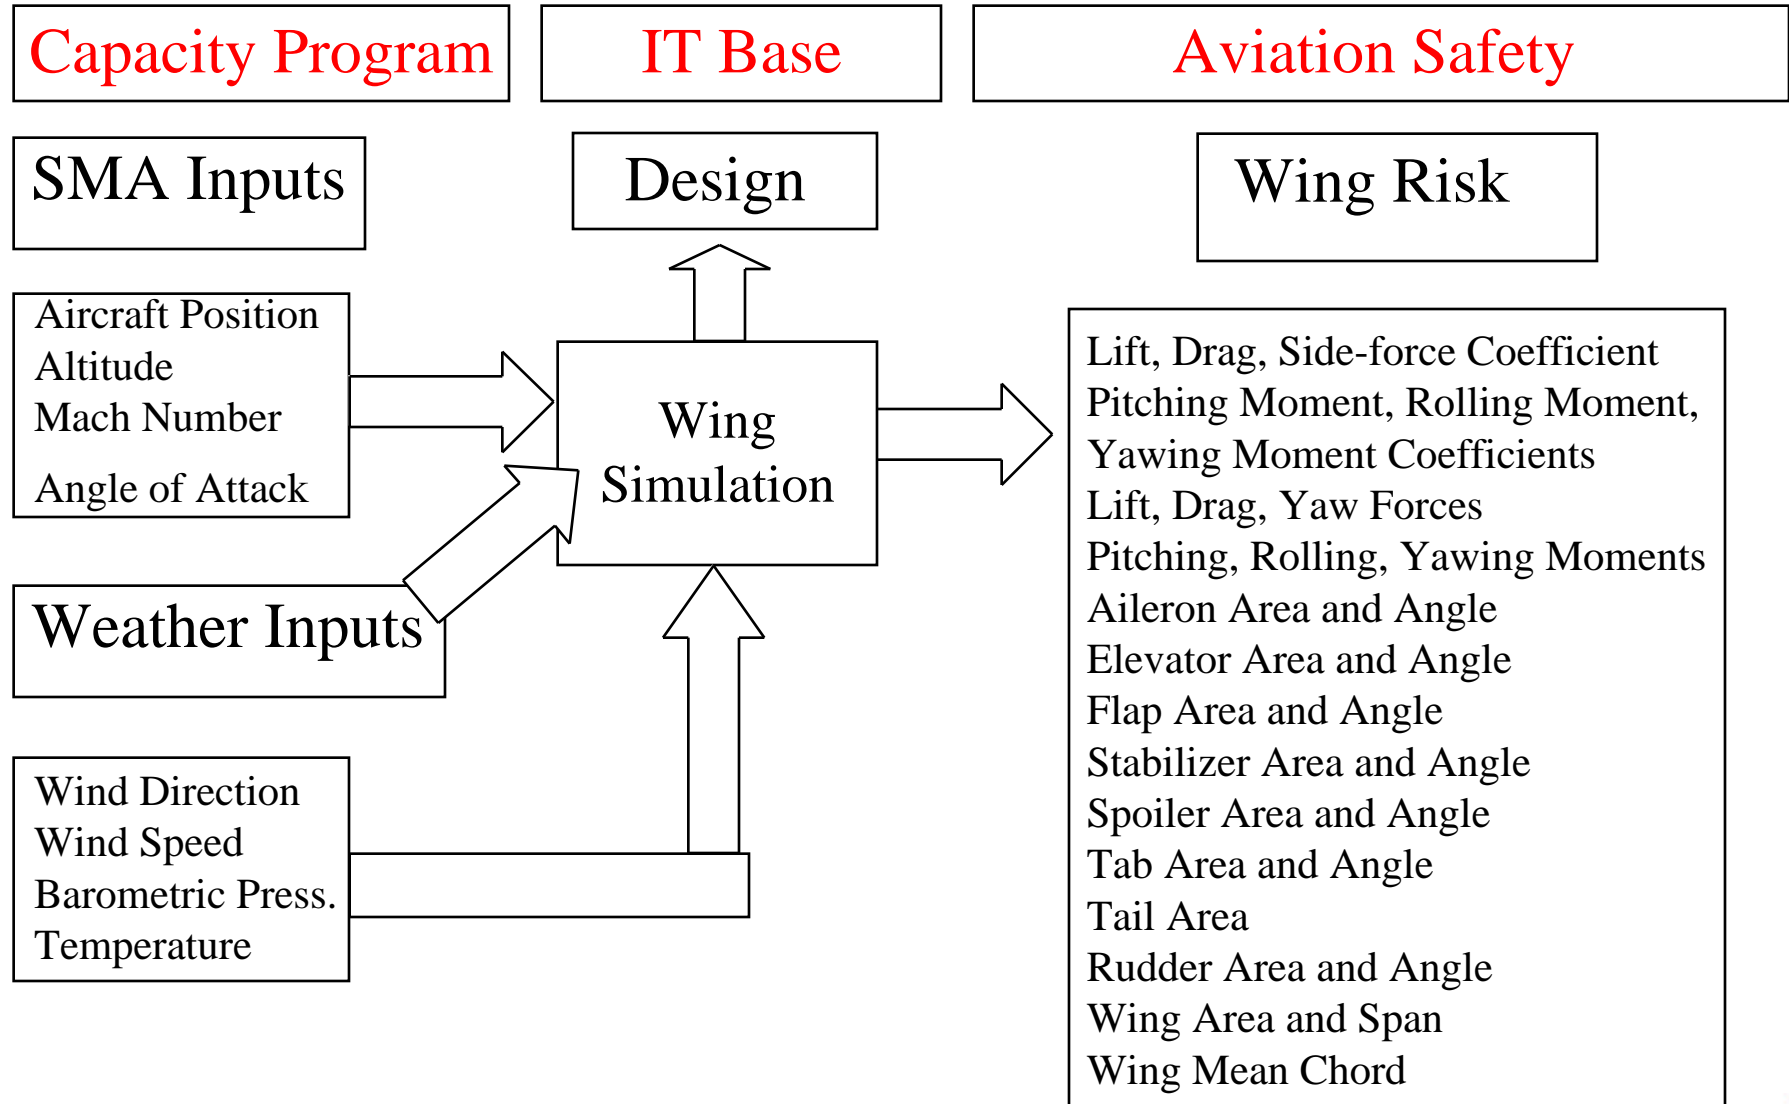 Capacity Program
IT Base
Aviation Safety
SMA Inputs
Design
Wing Risk
Aircraft Position
Altitude
Mach Number
Angle of Attack
Wing
Simulation
Weather Inputs
Wind Direction
Wind Speed
Barometric Press.
Temperature
Lift, Drag, Side-force Coefficient
Pitching Moment, Rolling Moment,
Yawing Moment Coefficients
Lift, Drag, Yaw Forces
Pitching, Rolling, Yawing Moments
Aileron Area and Angle
Elevator Area and Angle
Flap Area and Angle
Stabilizer Area and Angle
Spoiler Area and Angle
Tab Area and Angle
Tail Area
Rudder Area and Angle
Wing Area and Span
Wing Mean Chord